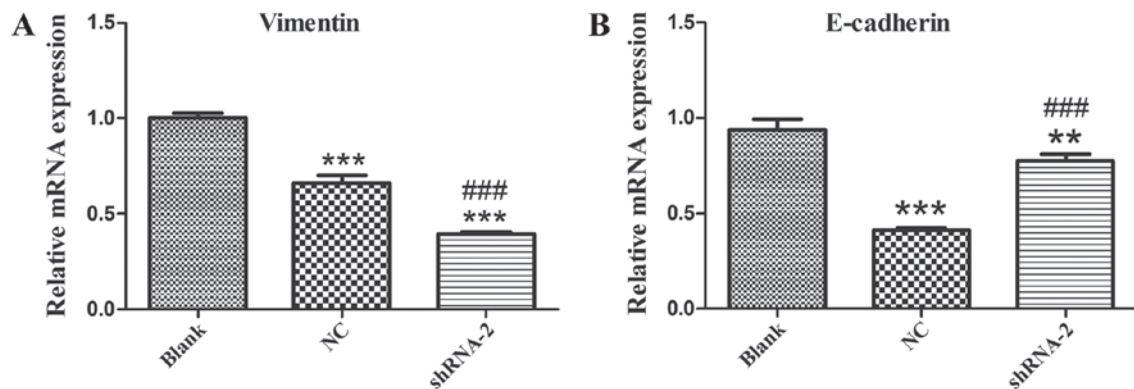 A
Vimentin
Relative mRNA expression
1.5
1.0
0.5
0.0
***
###
***
Blank
NC
shRNA-2
B
E-cadherin
Relative mRNA expression
1.5
1.0
0.5
0.0
***
###
**
Blank
NC
shRNA-2